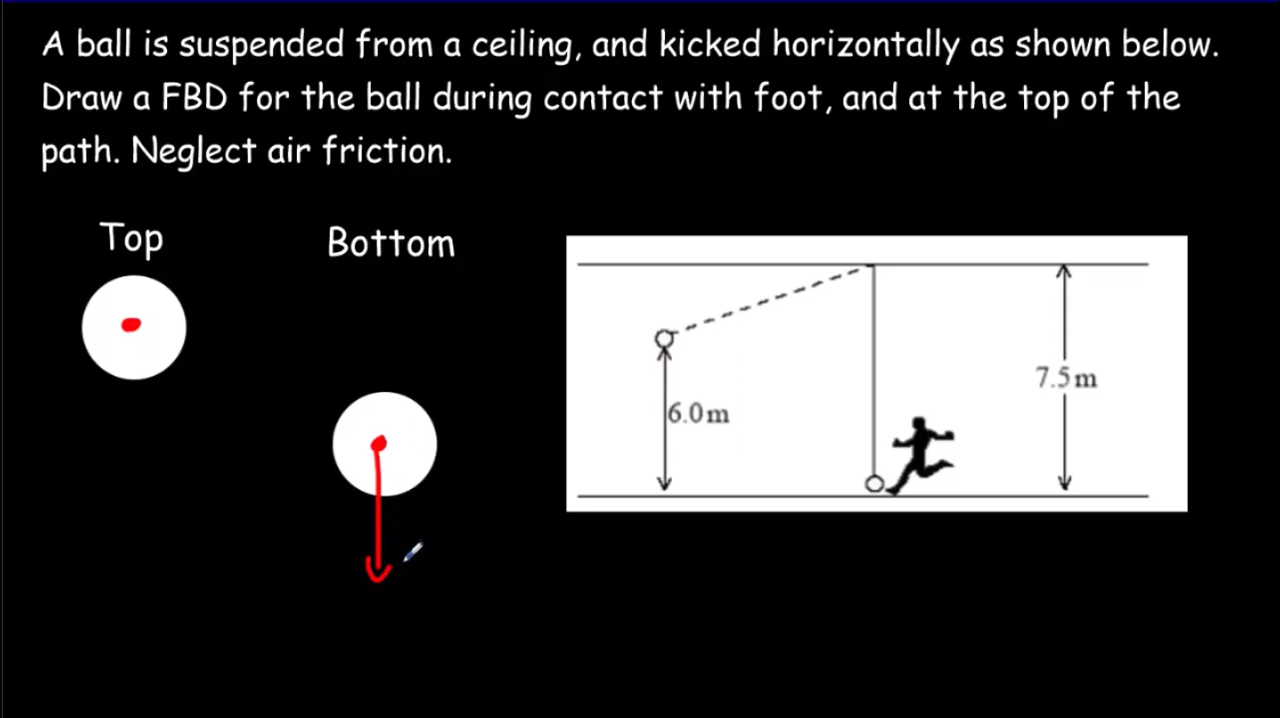 A ball is suspended from a ceiling, and kicked horizontally as shown below.
Draw a FBD for the ball during contact with foot, and at the top of the
path. Neglect air friction.
Top
Bottom
7.5m
6.0m